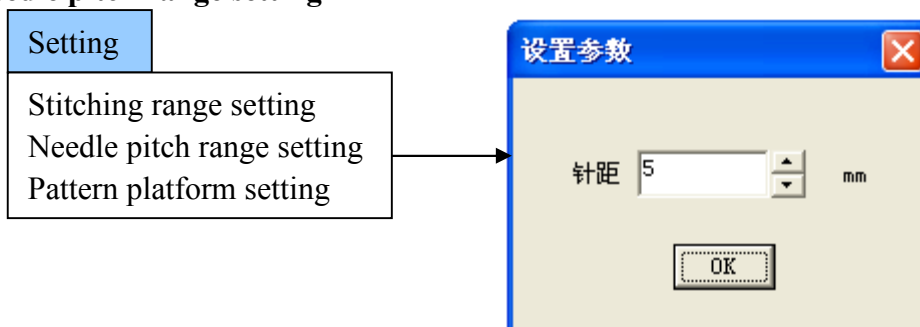 Setting
Stitching range setting
Needle pitch range setting
Pattern platform setting
设置参数
针距 5 mm
OK